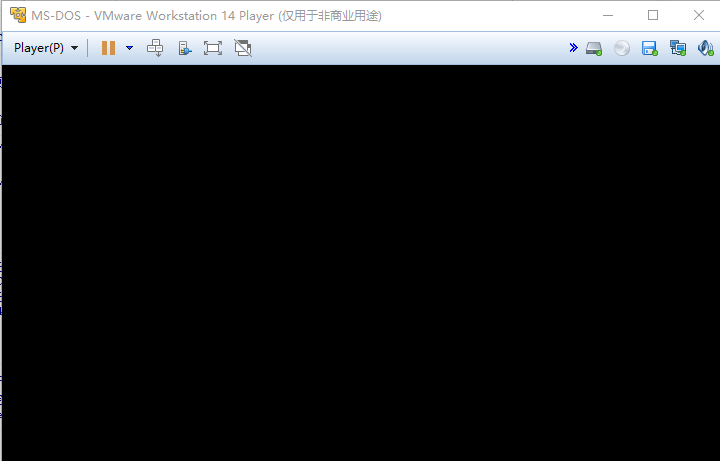 MS-DOS - VMware Workstation 14 Player (仅用于非商业用途)
Player(P)